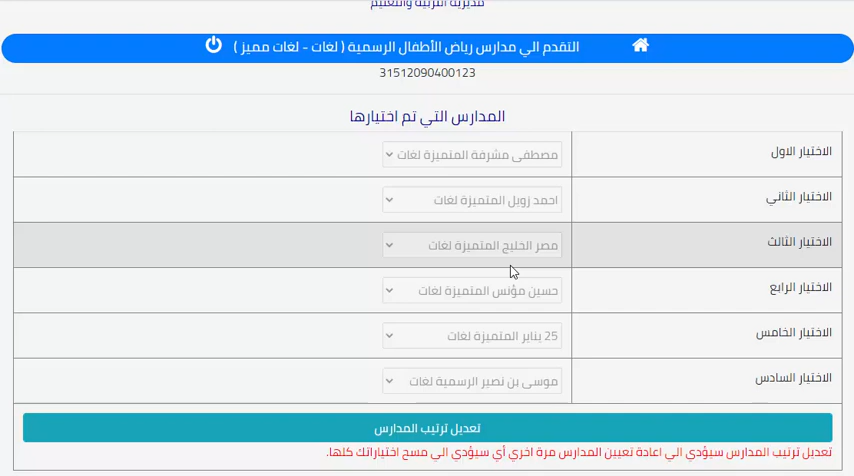 مديرية التربية والتعليم
التقدم الي مدارس رياض الأطفال الرسمية ( لغات - لغات مميز )
31512090400123
المدارس التي تم اختيارها
الاختيار الاول مصطفى مشرفة المتميزة لغات
الاختيار الثاني احمد زويل المتميزة لغات
الاختيار الثالث مصر الخليج المتميزة لغات
الاختيار الرابع حسين مؤنس المتميزة لغات
الاختيار الخامس 25 يناير المتميزة لغات
الاختيار السادس موسى بن نصير الرسمية لغات
تعديل ترتيب المدارس
تعديل ترتيب المدارس سيؤدي الي اعادة تعيين المدارس مرة اخري أي سيؤدي الي مسح اختياراتك كلها.